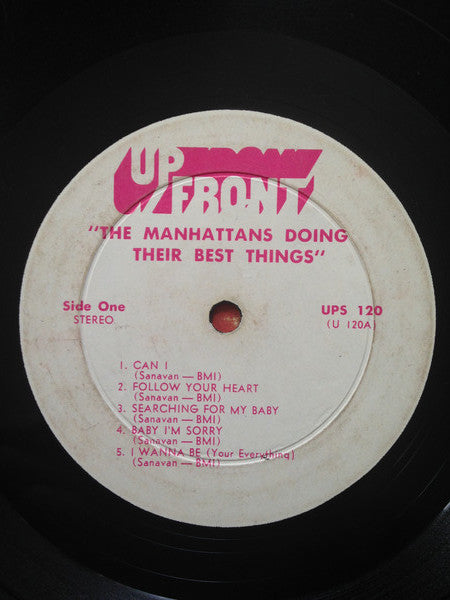 UP
FRONT
"THE MANHATTANS DOING
THEIR BEST THINGS"
Side One
STEREO
UPS 120
(U 120A)
1. CAN I
(Sanavan — BMI)
2. FOLLOW YOUR HEART
(Sanavan — BMI)
3. SEARCHING FOR MY BABY
(Sanavan — BMI)
4. BABY I'M SORRY
(Sanavan — BMI)
5. I WANNA BE (Your Everything)
(Sanavan — BMI)